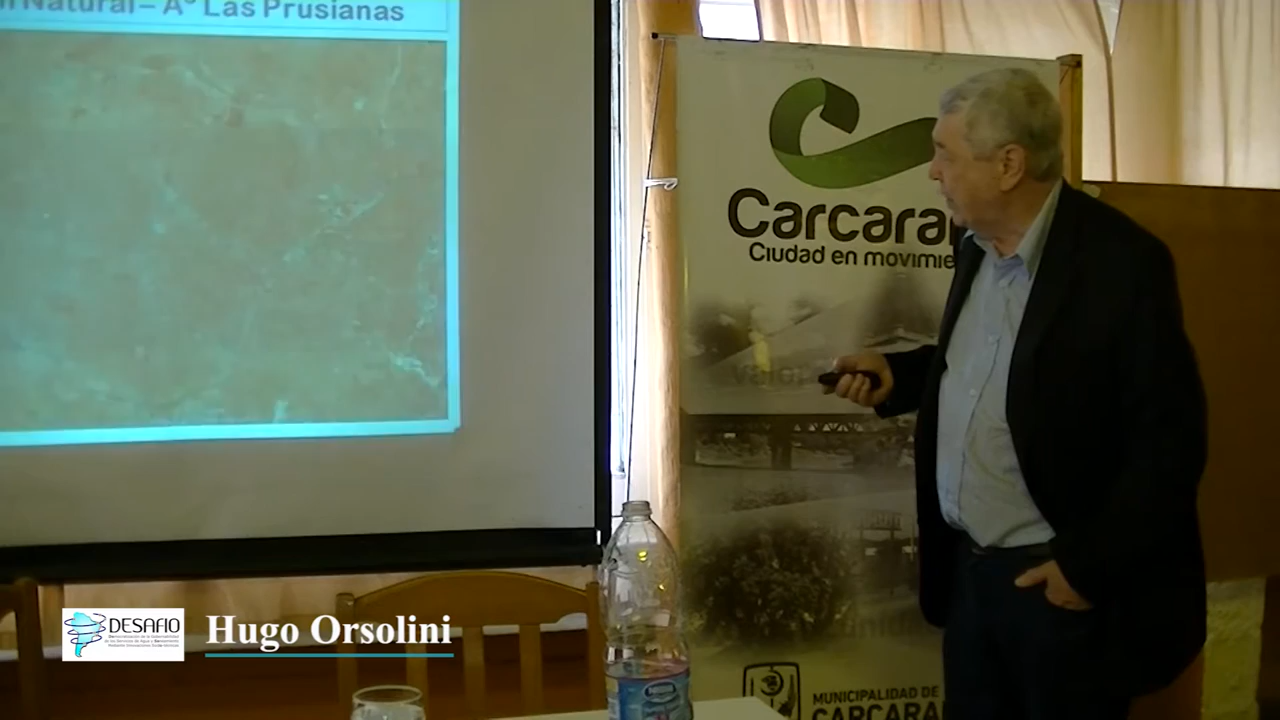 Natural – A° Las Prusianas
Carcara
Ciudad en movimie
MUNICIPALIDAD DE
CARCARA
DESAFIO
Hugo Orsolini